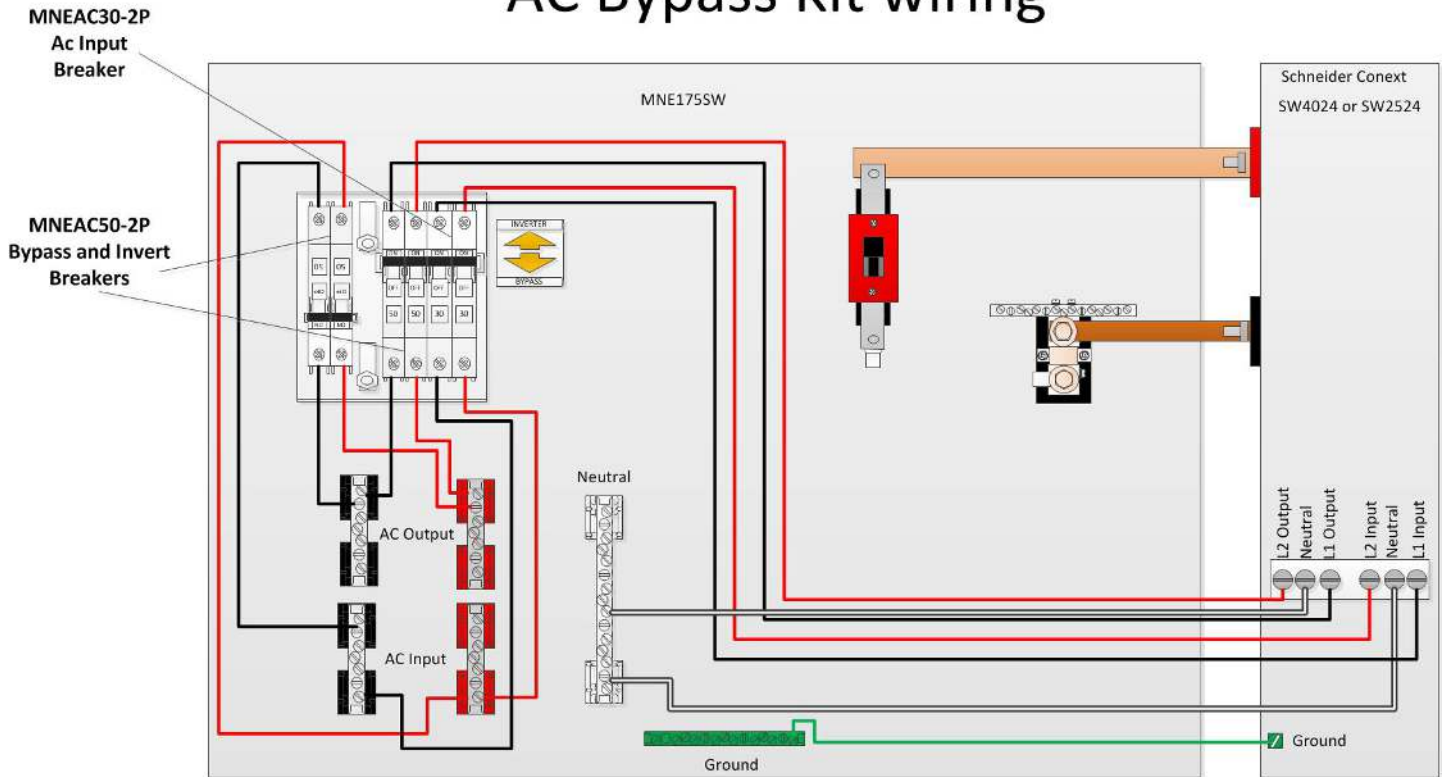 AC Bypass Kit wiring
MNEAC30-2P
Ac Input
Breaker
MNE175SW
Schneider Conext
SW4024 or SW2524
MNEAC50-2P
Bypass and Invert
Breakers
INVERTER
BYPASS
50
50
ON
ON
ON
ON
OFF
OFF
OFF
OFF
50
50
30
30
Neutral
AC Output
AC Input
L2 Output
Neutral
L1 Output
L2 Input
Neutral
L1 Input
Ground
Ground